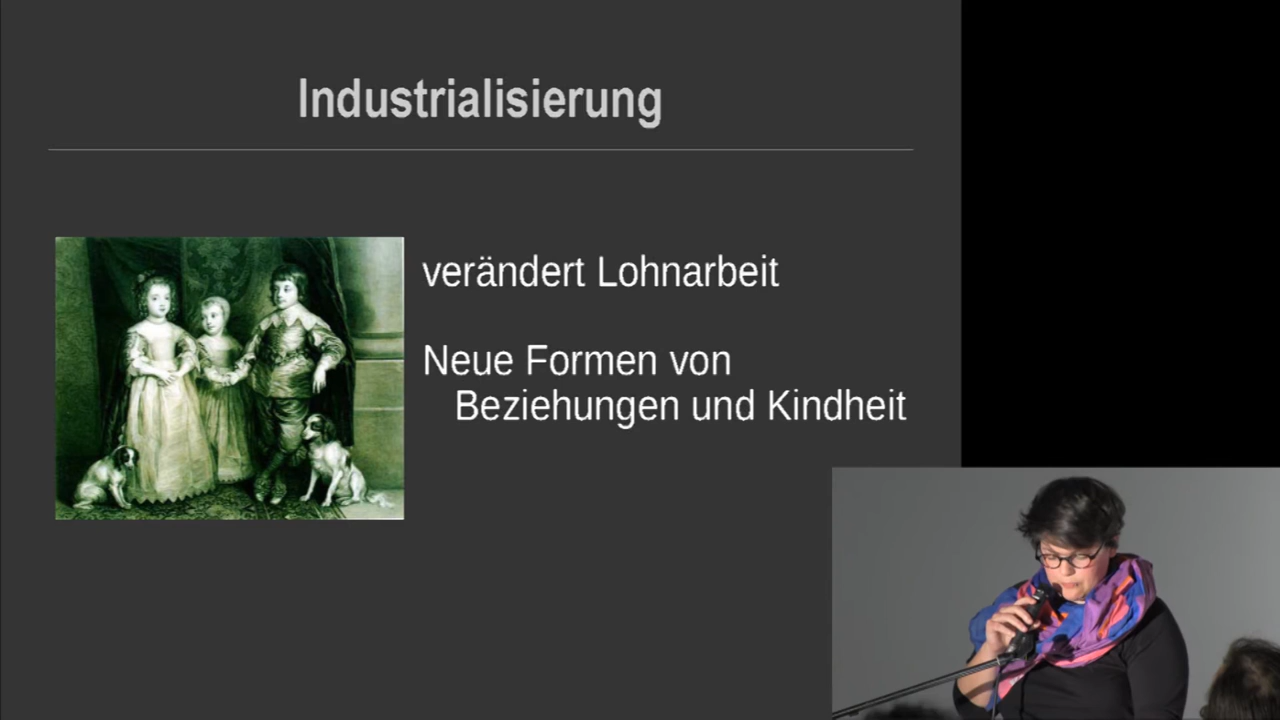 Industrialisierung
verändert Lohnarbeit
Neue Formen von
Beziehungen und Kindheit